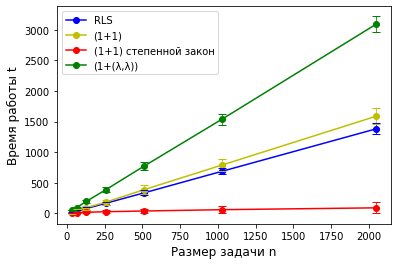 RLS
(1+1)
(1+1) степенной закон
(1+(λ,λ))
Время работы t
3000
2500
2000
1500
1000
500
0
0 250 500 750 1000 1250 1500 1750 2000
Размер задачи n